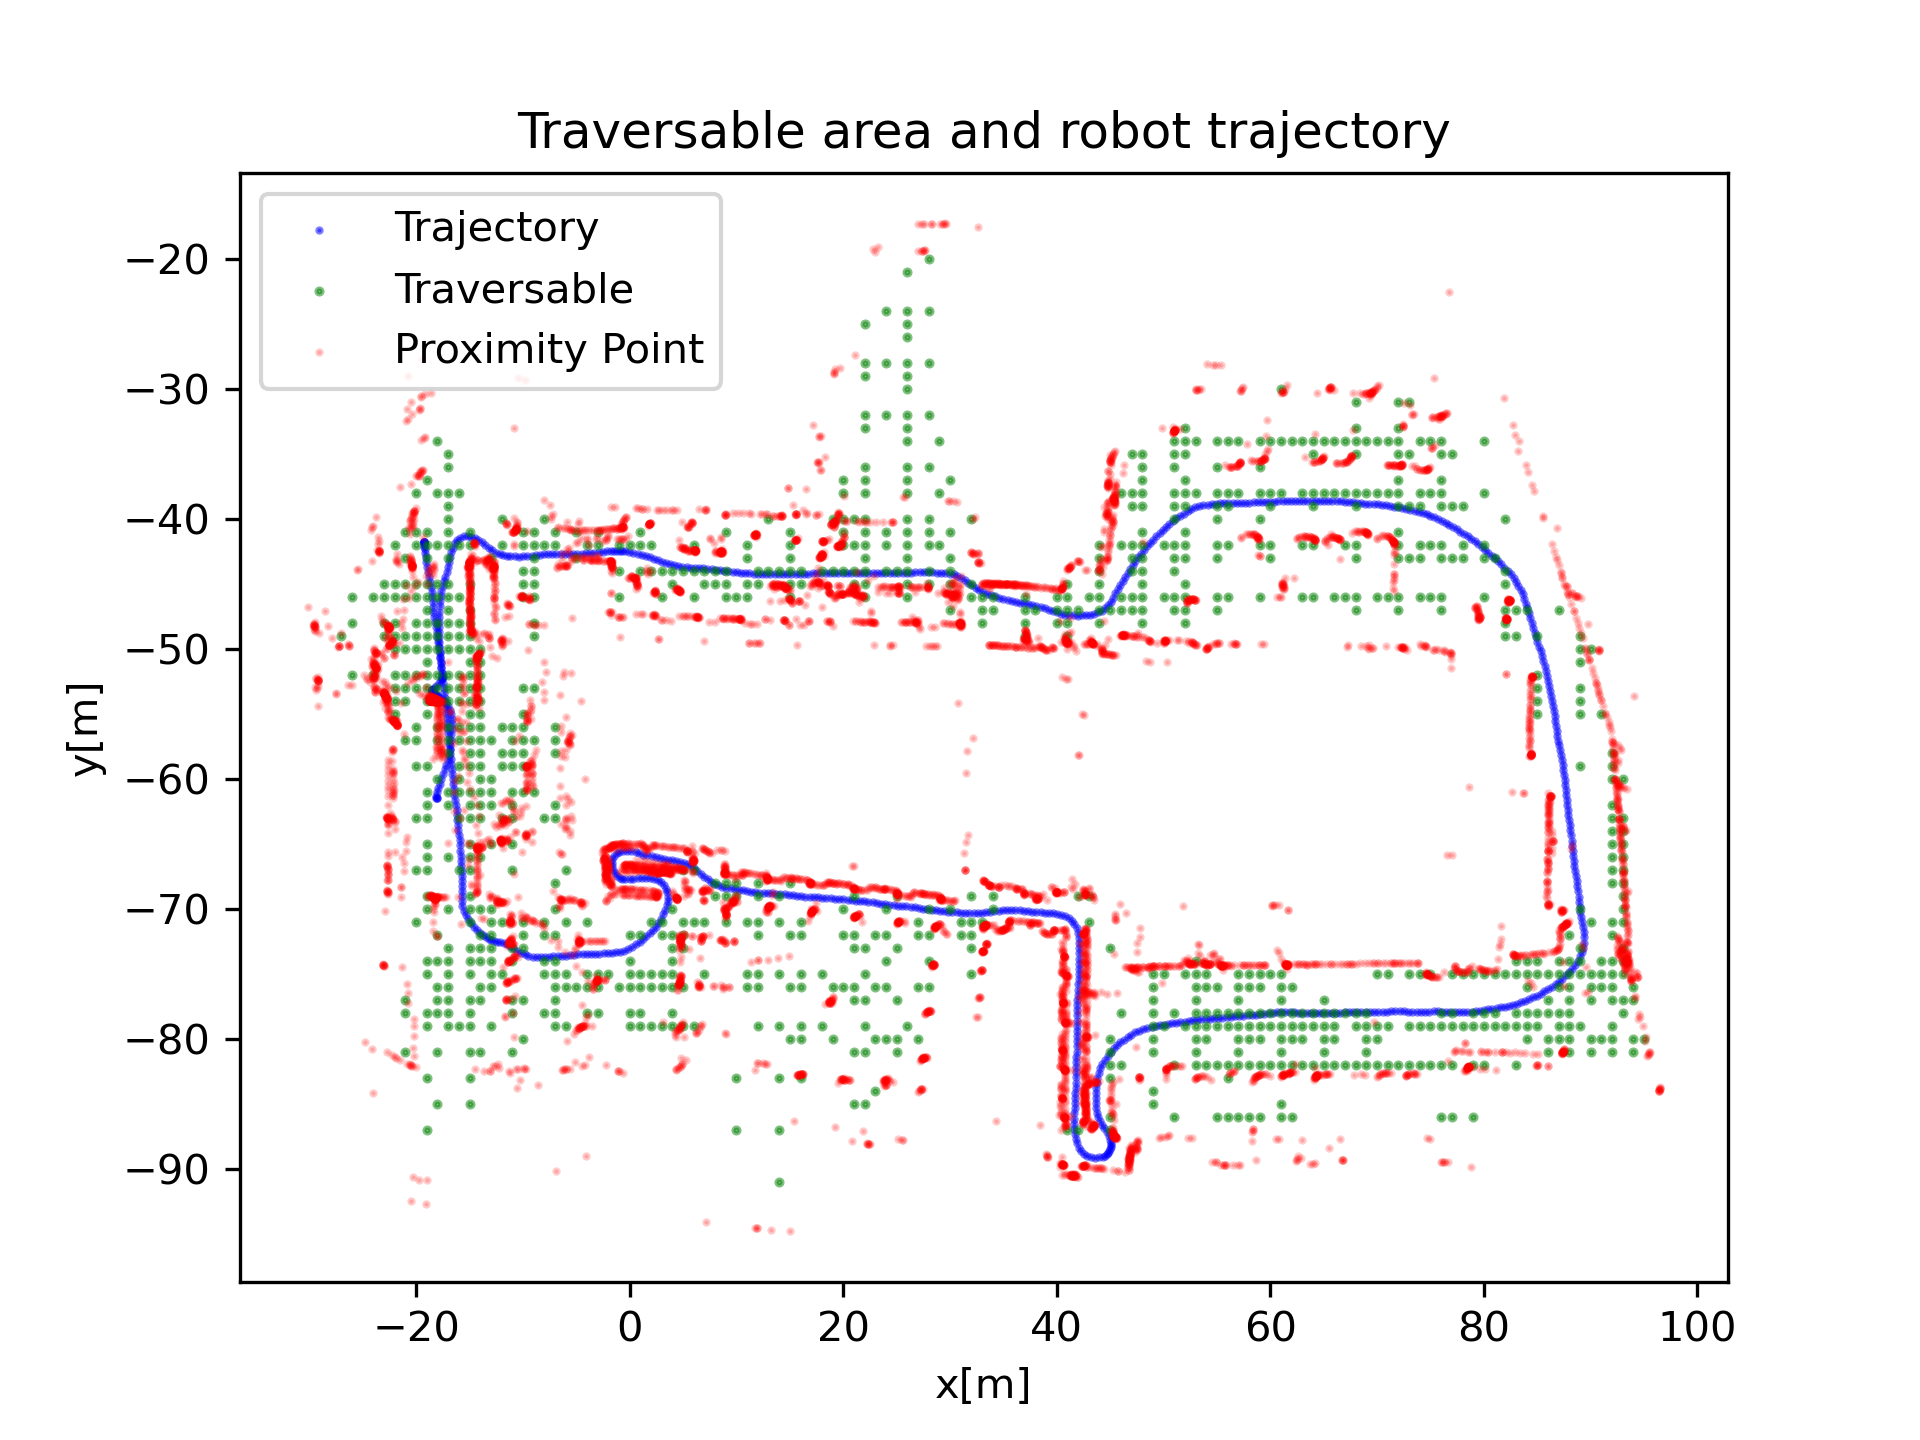 Traversable area and robot trajectory
Trajectory
Traversable
Proximity Point
−20
−30
−40
−50
−60
−70
−80
−90
y[m]
−20 0 20 40 60 80 100
x[m]